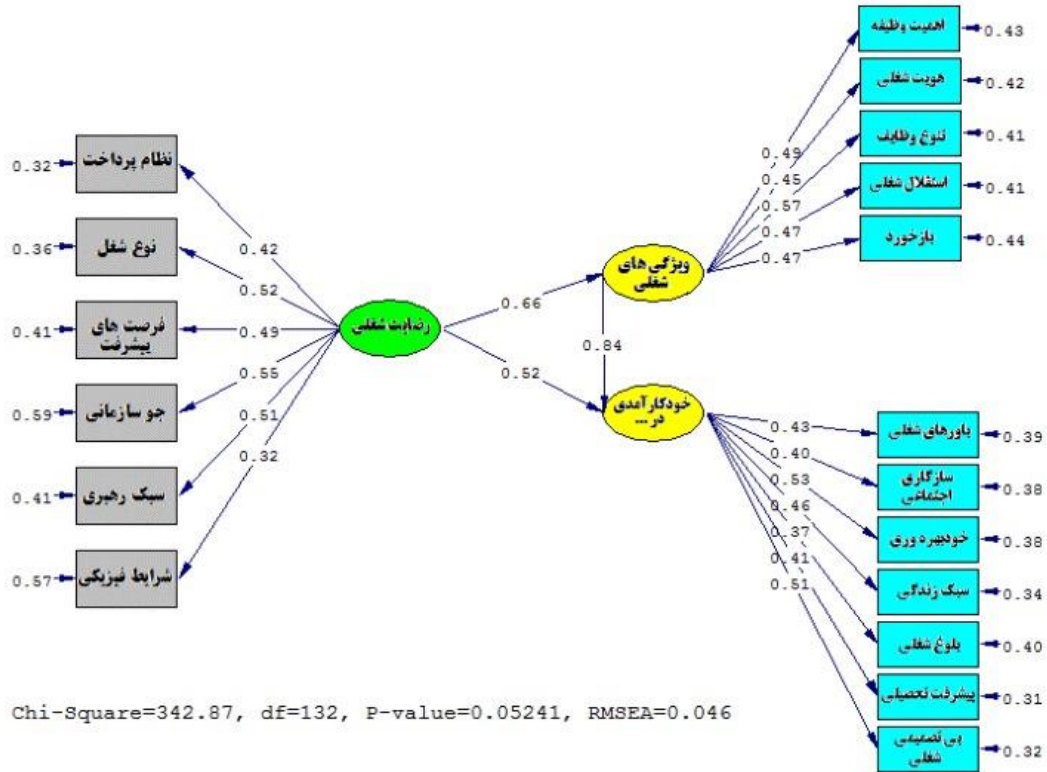 اهمیت وظیفه
0.43
هویت شغلی
0.42
تنوع وظایف
0.41
استقلال شغلی
0.41
بازخورد
0.44
0.49
0.45
0.57
0.47
0.47
0.32
نظام پرداخت
0.36
نوع شغل
0.41
فرصت های
پیشرفت
0.59
جو سازمانی
0.41
سبک رهبری
0.57
شرایط فیزیکی
0.42
0.52
0.49
0.55
0.51
0.32
رضایت شغلی
0.66
0.52
ویژگی های
شغلی
0.84
خودکارآمدی
در ...
0.43
0.40
0.53
0.46
0.37
0.41
0.51
باورهای شغلی
0.39
سازگاری
اجتماعی
0.38
خودبهره وری
0.38
سبک زندگی
0.34
بلوغ شغلی
0.40
پیشرفت تحصیلی
0.31
بی تصمیمی
شغلی
0.32
Chi-Square=342.87, df=132, P-value=0.05241, RMSEA=0.046